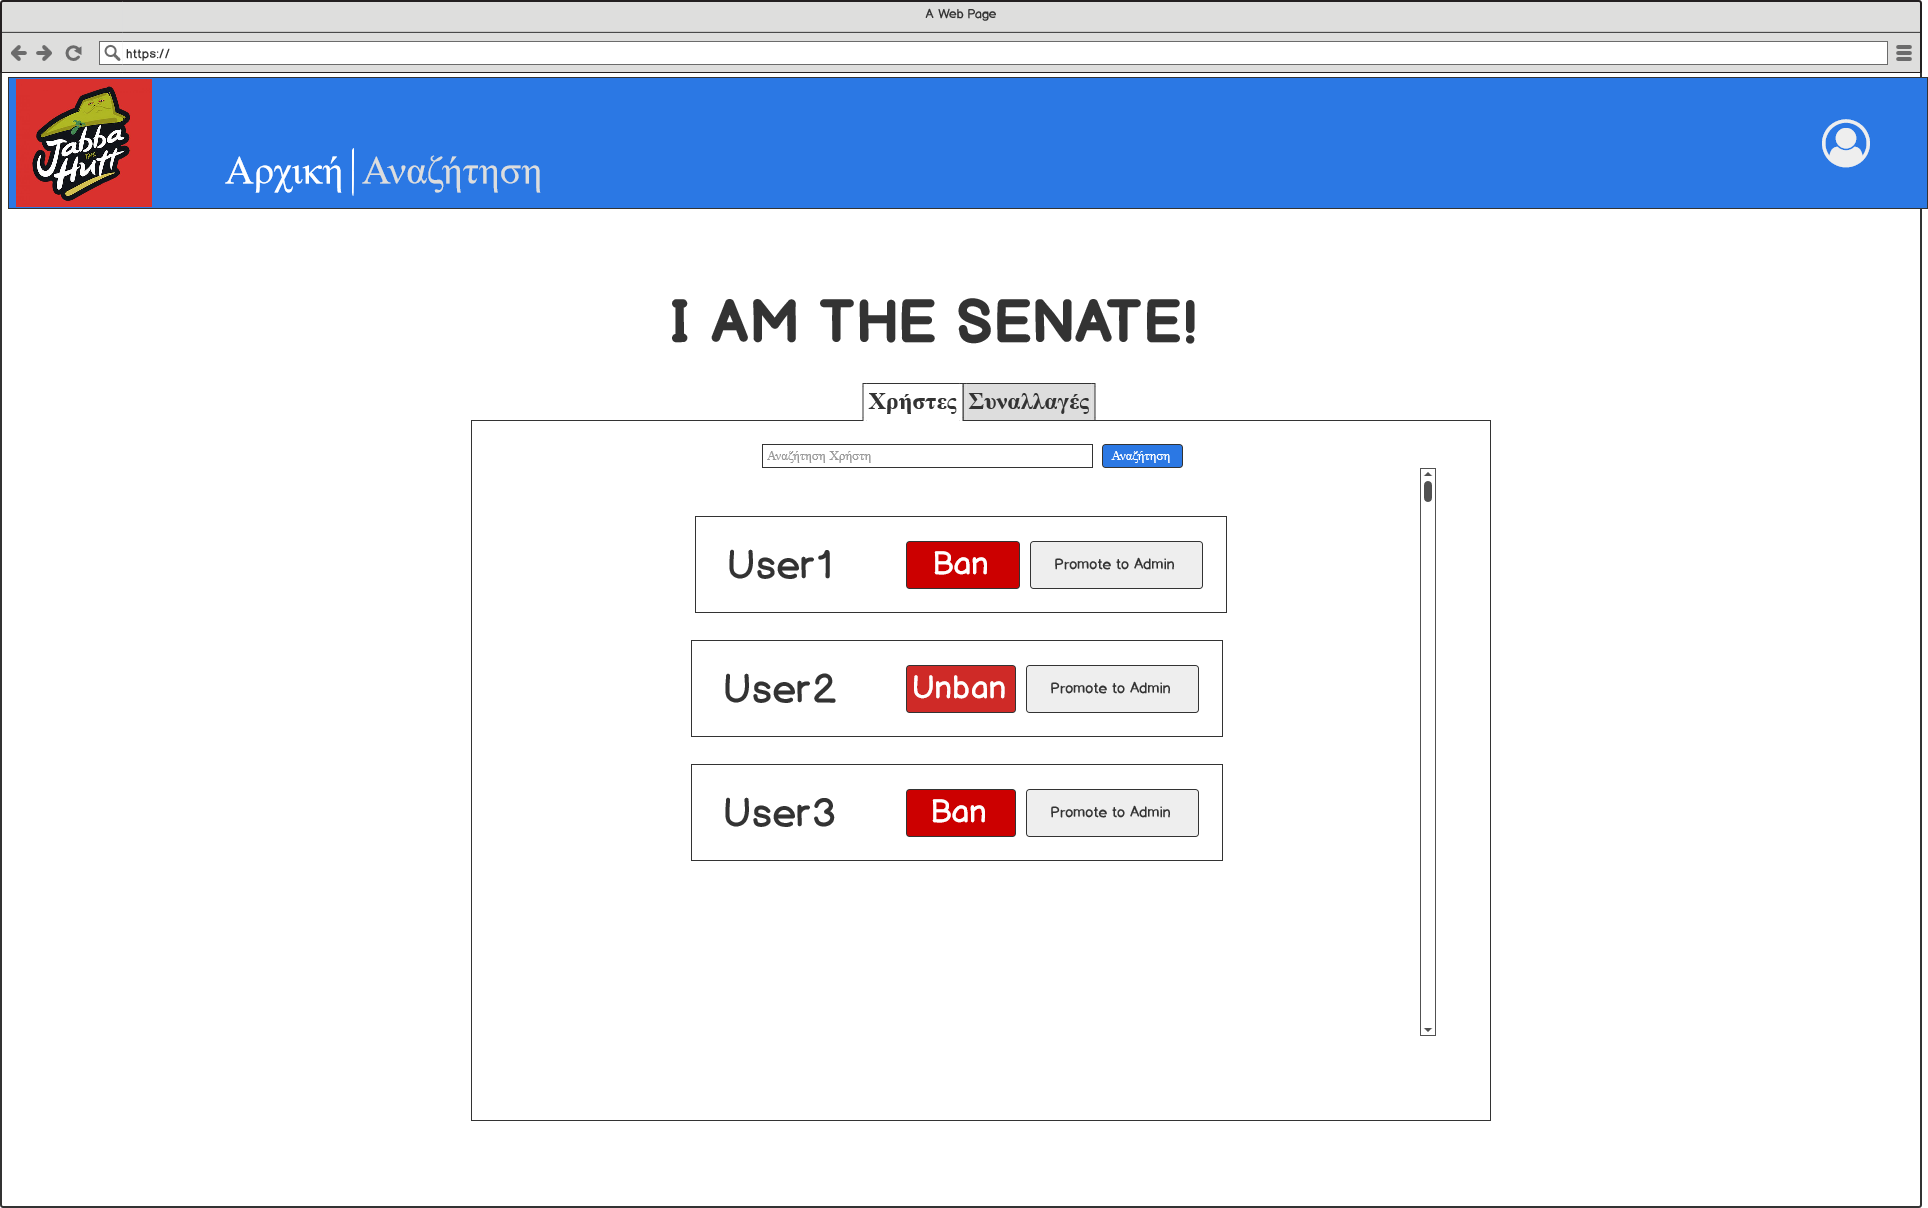 A Web Page
https://
Jabba
THE
Hutt
Αρχική Αναζήτηση
I AM THE SENATE!
Χρήστες Συναλλαγές
Αναζήτηση Χρήστη Αναζήτηση
User1 Ban Promote to Admin
User2 Unban Promote to Admin
User3 Ban Promote to Admin